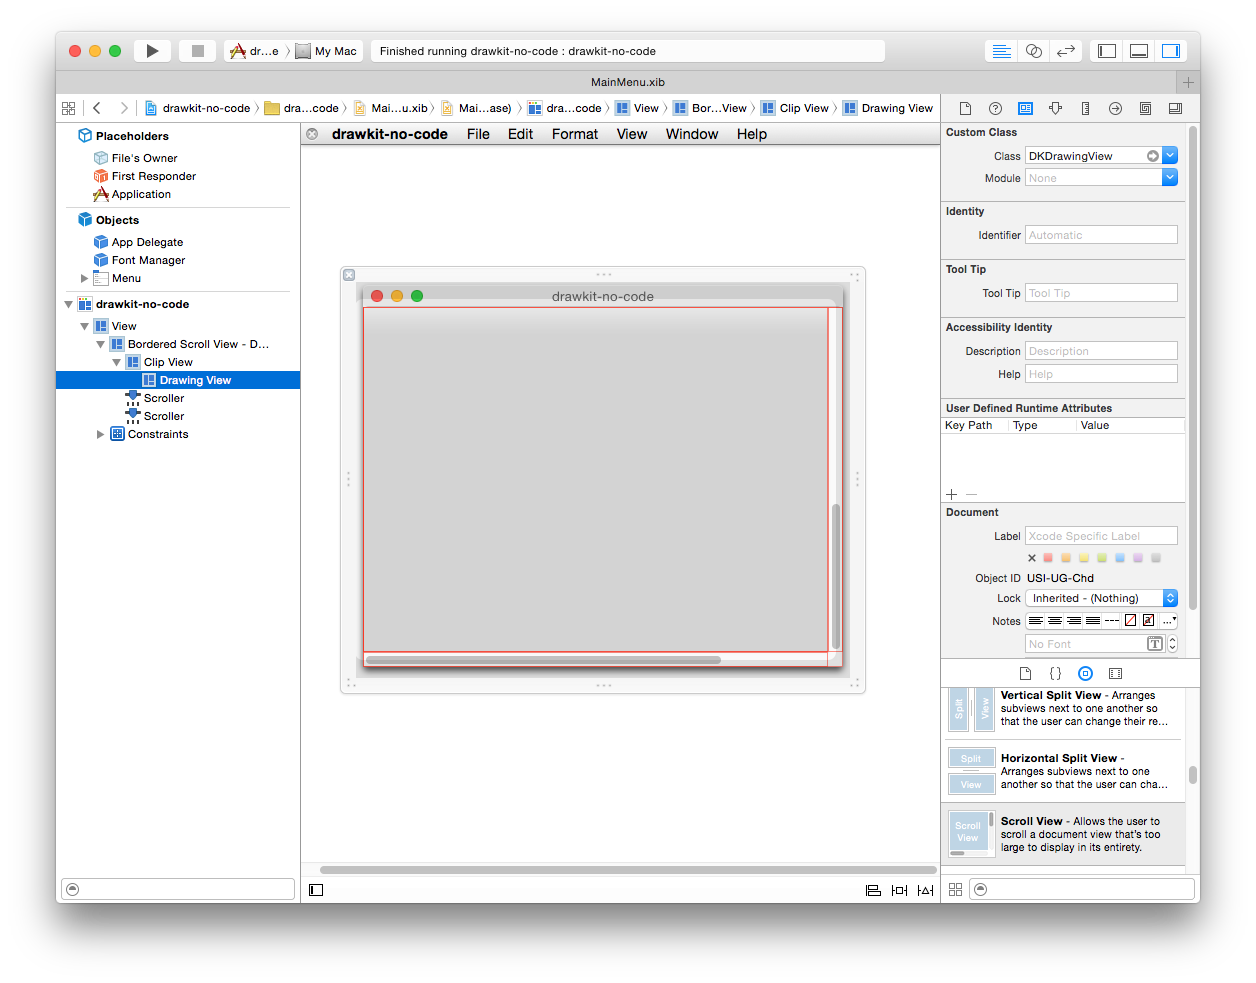 dr...e
My Mac
Finished running drawkit-no-code : drawkit-no-code
MainMenu.xib
drawkit-no-code
dra...code
Mai...u.xib
Mai...ase)
dra...code
View
Bor...View
Clip View
Drawing View
Placeholders
File's Owner
First Responder
Application
Objects
App Delegate
Font Manager
Menu
drawkit-no-code
View
Bordered Scroll View - D...
Clip View
Drawing View
Scroller
Scroller
Constraints
drawkit-no-code File Edit Format View Window Help
drawkit-no-code
Custom Class
Class DKDrawingView
Module None
Identity
Identifier Automatic
Tool Tip
Tool Tip Tool Tip
Accessibility Identity
Description Description
Help Help
User Defined Runtime Attributes
Key Path Type Value
Document
Label Xcode Specific Label
Object ID USI-UG-Chd
Lock Inherited - (Nothing)
Notes
No Font
Split
View
Vertical Split View - Arranges
subviews next to one another so
that the user can change their re...
Split
View
Horizontal Split View -
Arranges subviews next to one
another so that the user can cha...
Scroll
View
Scroll View - Allows the user to
scroll a document view that's too
large to display in its entirety.